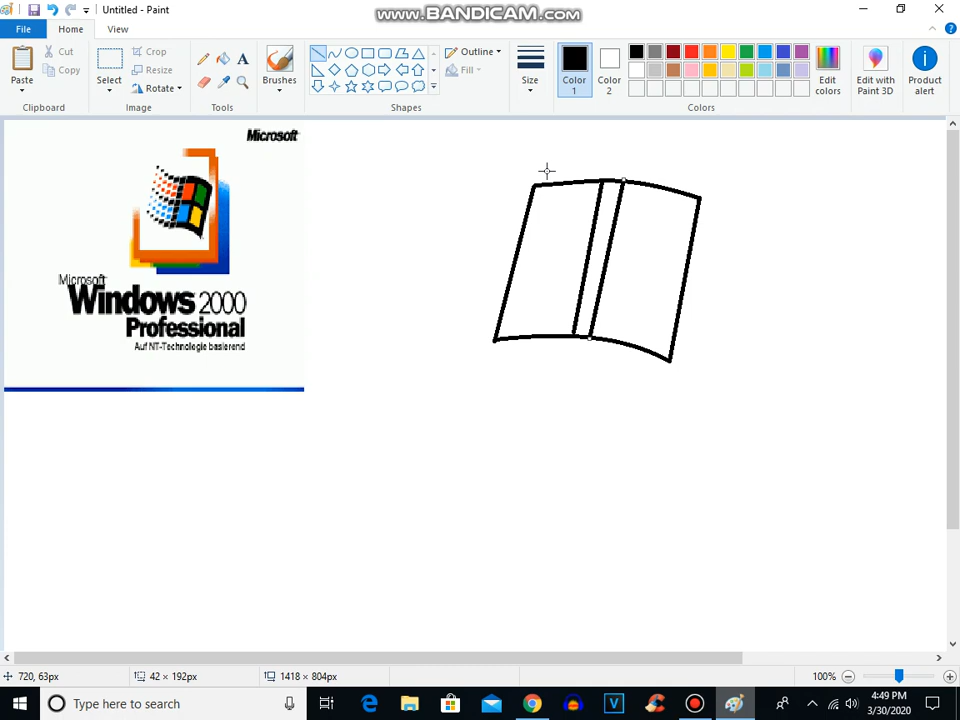 Untitled - Paint
www.BANDICAM.com
File
Home
View
Paste
Cut
Copy
Clipboard
Select
Crop
Resize
Rotate
Image
A
Tools
Brushes
Outline
Fill
Shapes
Size
Color
1
Color
2
Edit
colors
Colors
Edit with
Paint 3D
Product
alert
Microsoft
Microsoft
Windows 2000
Professional
Auf NT-Technologie basierend
720, 63px
42 × 192px
1418 × 804px
100%
Type here to search
V
4:49 PM
3/30/2020